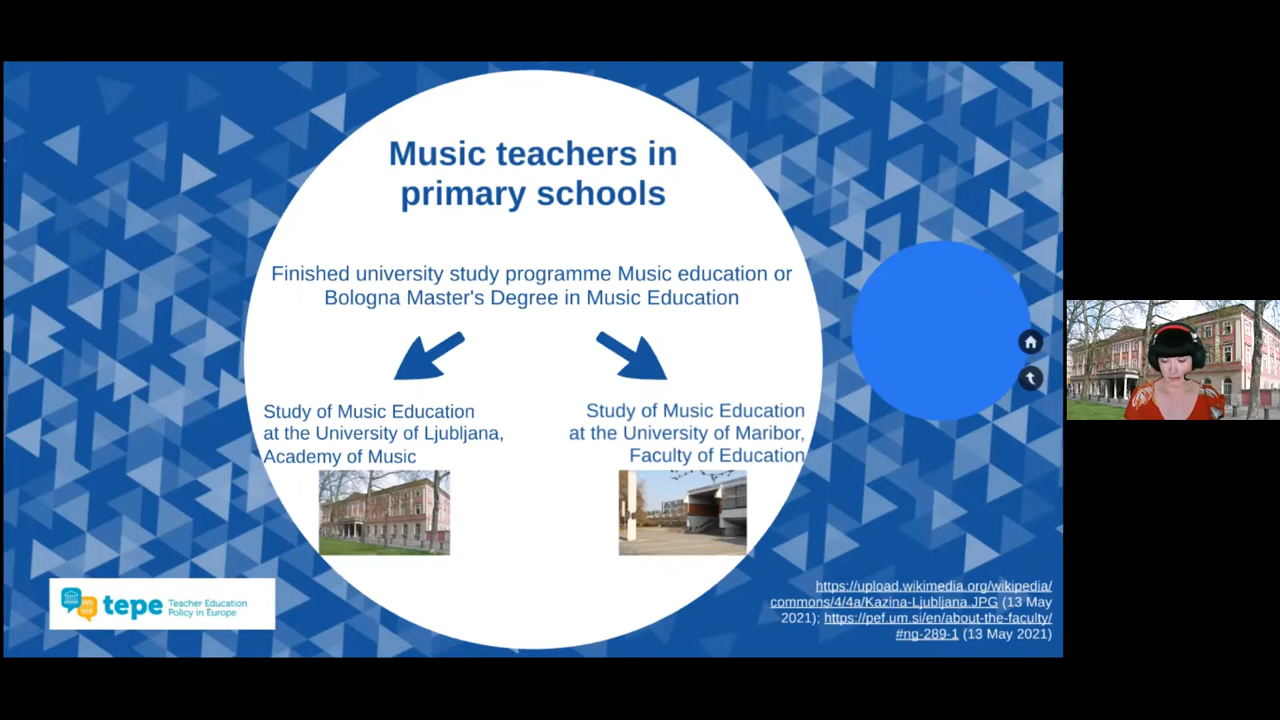 Music teachers in
primary schools
Finished university study programme Music education or
Bologna Master's Degree in Music Education
Study of Music Education
at the University of Ljubljana,
Academy of Music
Study of Music Education
at the University of Maribor,
Faculty of Education
tepe Teacher Education
Policy in Europe
https://upload.wikimedia.org/wikipedia/
commons/4/4a/Kazina-Ljubljana.JPG (13 May
2021); https://pef.um.si/en/about-the-faculty/
#ng-289-1 (13 May 2021)